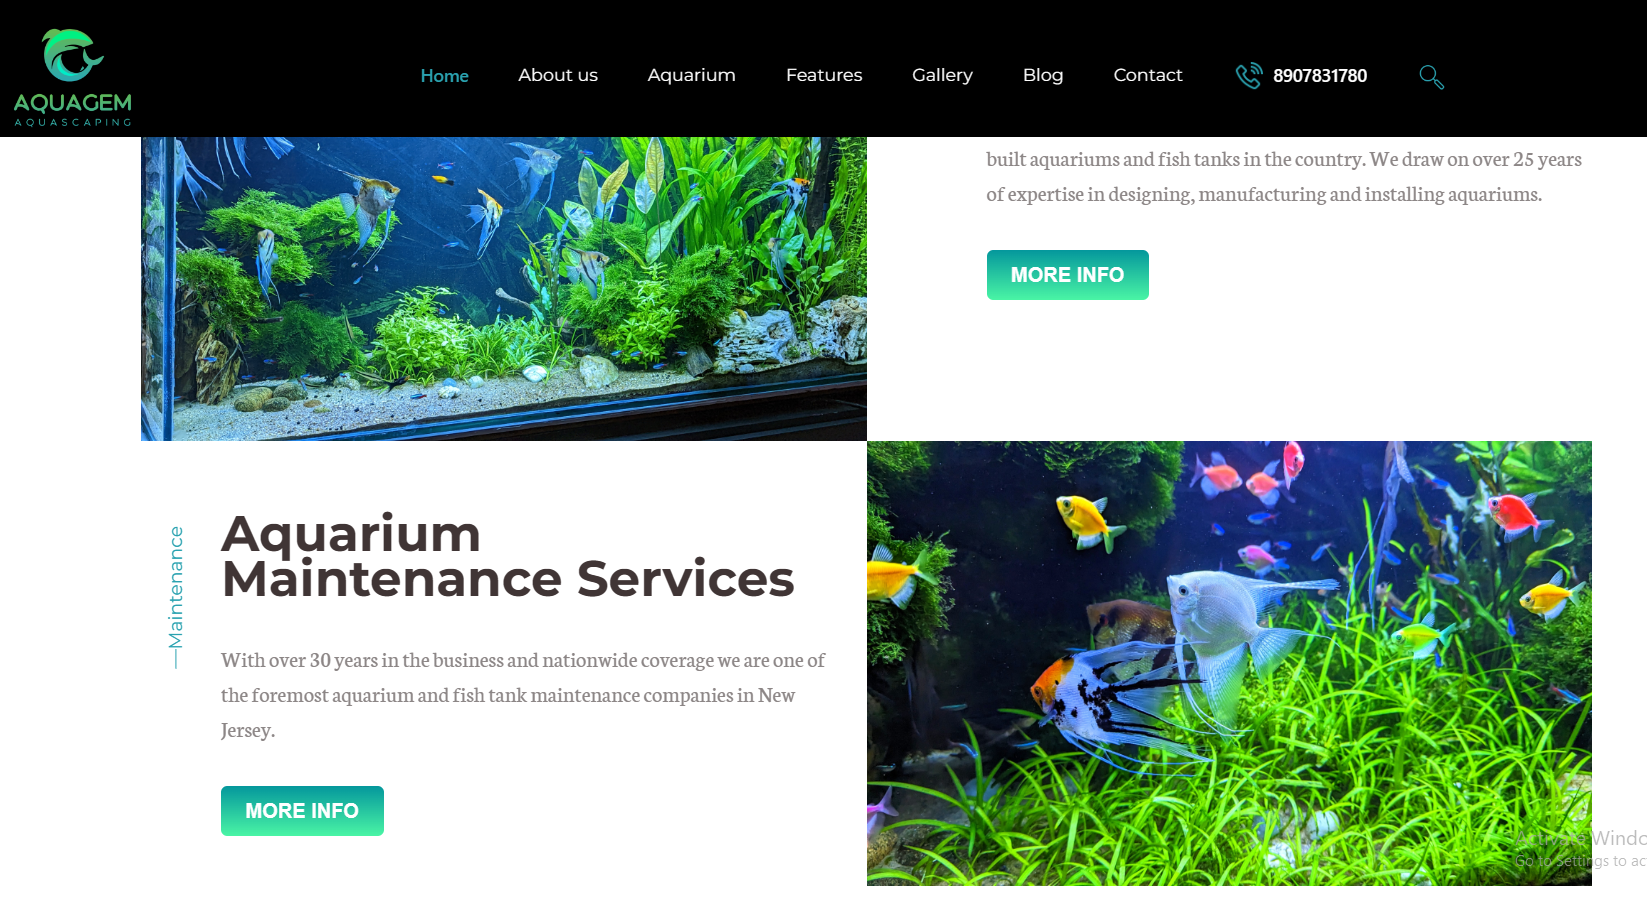 AQUAGEM
AQUASCAPING
Home
About us
Aquarium
Features
Gallery
Blog
Contact
8907831780
built aquariums and fish tanks in the country. We draw on over 25 years
of expertise in designing, manufacturing and installing aquariums.
MORE INFO
—Maintenance
Aquarium
Maintenance Services
With over 30 years in the business and nationwide coverage we are one of
the foremost aquarium and fish tank maintenance companies in New
Jersey.
MORE INFO
Activate Windo
Go to Settings to ac